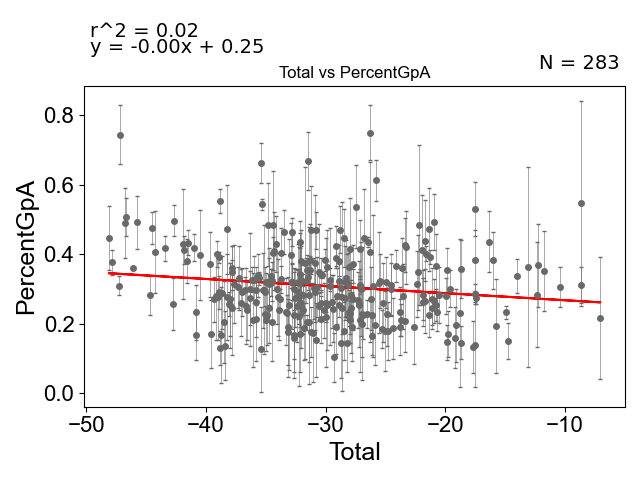 r^2 = 0.02
y = -0.00x + 0.25
N = 283
Total vs PercentGpA
PercentGpA
0.8
0.6
0.4
0.2
0.0
−50 −40 −30 −20 −10
Total